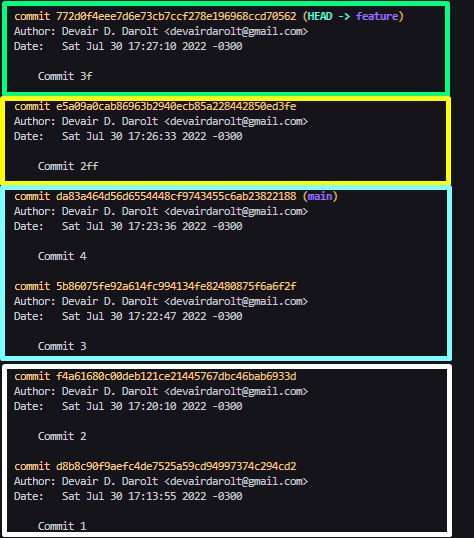 commit 772d0f4eee7d6e73cb7ccf278e196968ccd70562 (HEAD -> feature)
Author: Devair D. Darolt <devairdarolt@gmail.com>
Date:   Sat Jul 30 17:27:10 2022 -0300
Commit 3f
commit e5a09a0cab86963b2940ecb85a228442850ed3fe
Author: Devair D. Darolt <devairdarolt@gmail.com>
Date:   Sat Jul 30 17:26:33 2022 -0300
Commit 2ff
commit da83a464d56d6554448cf9743455c6ab23822188 (main)
Author: Devair D. Darolt <devairdarolt@gmail.com>
Date:   Sat Jul 30 17:23:36 2022 -0300
Commit 4
commit 5b86075fe92a614fc994134fe82480875f6a6f2f
Author: Devair D. Darolt <devairdarolt@gmail.com>
Date:   Sat Jul 30 17:22:47 2022 -0300
Commit 3
commit f4a61680c00deb121ce21445767dbc46bab6933d
Author: Devair D. Darolt <devairdarolt@gmail.com>
Date:   Sat Jul 30 17:20:10 2022 -0300
Commit 2
commit d8b8c90f9aefc4de7525a59cd94997374c294cd2
Author: Devair D. Darolt <devairdarolt@gmail.com>
Date:   Sat Jul 30 17:13:55 2022 -0300
Commit 1